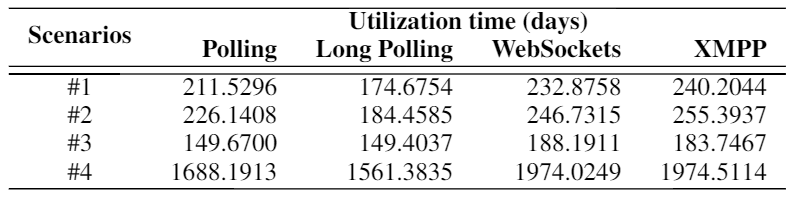 Scenarios Utilization time (days)
Polling Long Polling WebSockets XMPP
#1 211.5296 174.6754 232.8758 240.2044
#2 226.1408 184.4585 246.7315 255.3937
#3 149.6700 149.4037 188.1911 183.7467
#4 1688.1913 1561.3835 1974.0249 1974.5114